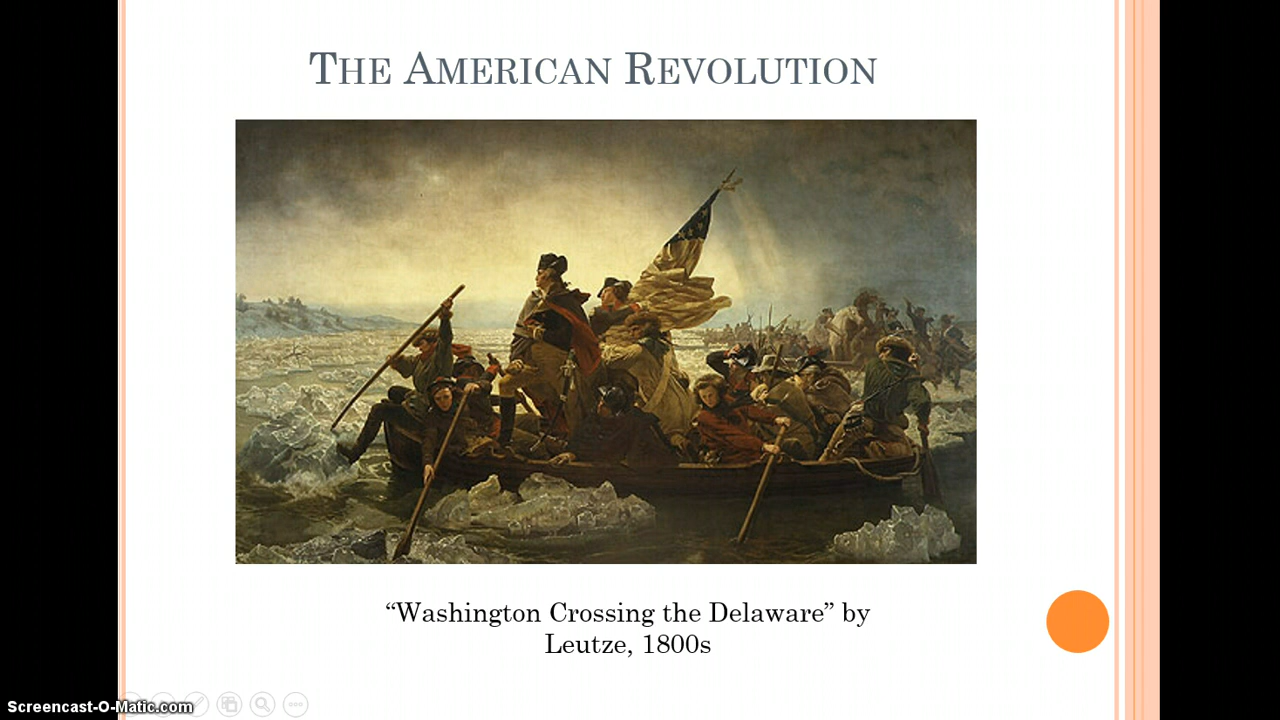 The American Revolution
“Washington Crossing the Delaware” by
Leutze, 1800s
Screencast-O-Matic.com